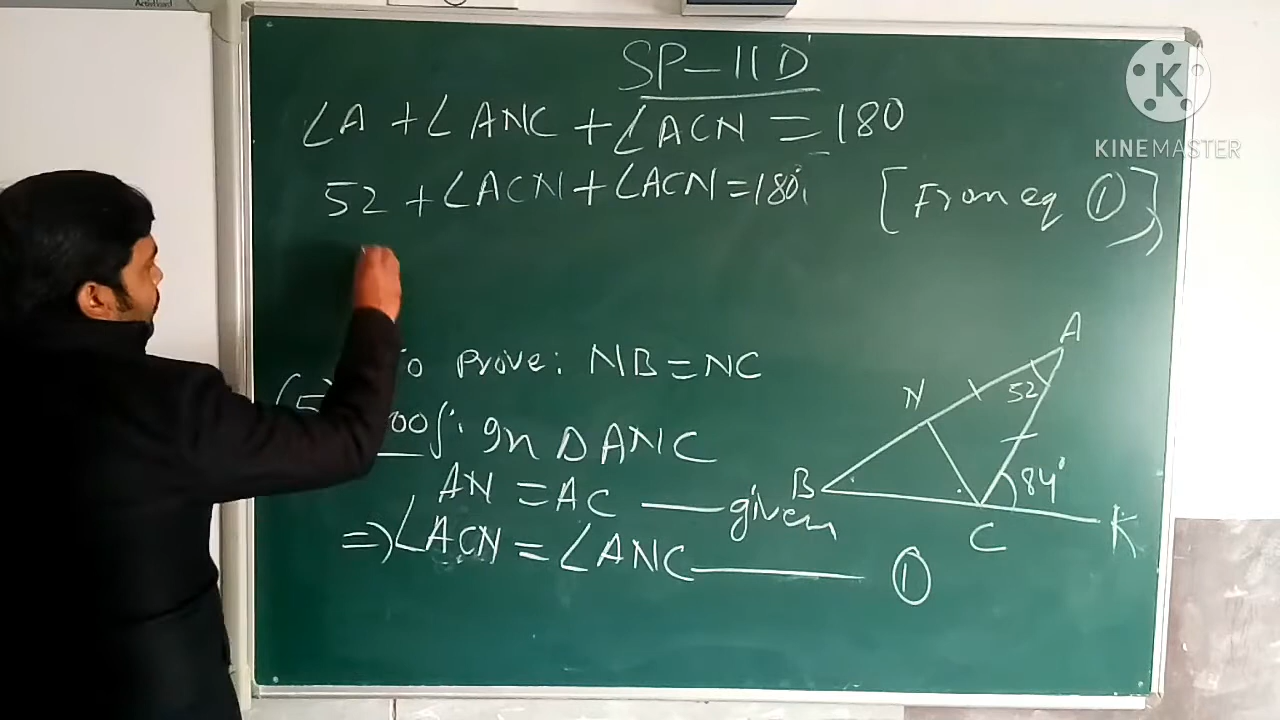 SP-11D
∠A + ∠ANC + ∠ACN = 180
52 + ∠ACN + ∠ACN = 180° [From eq ①]
To prove: NB = NC
In ΔANC
AN = AC — given
⇒ ∠ACN = ∠ANC — ①
A
N
52
B
84°
C
K
K
KINEMASTER